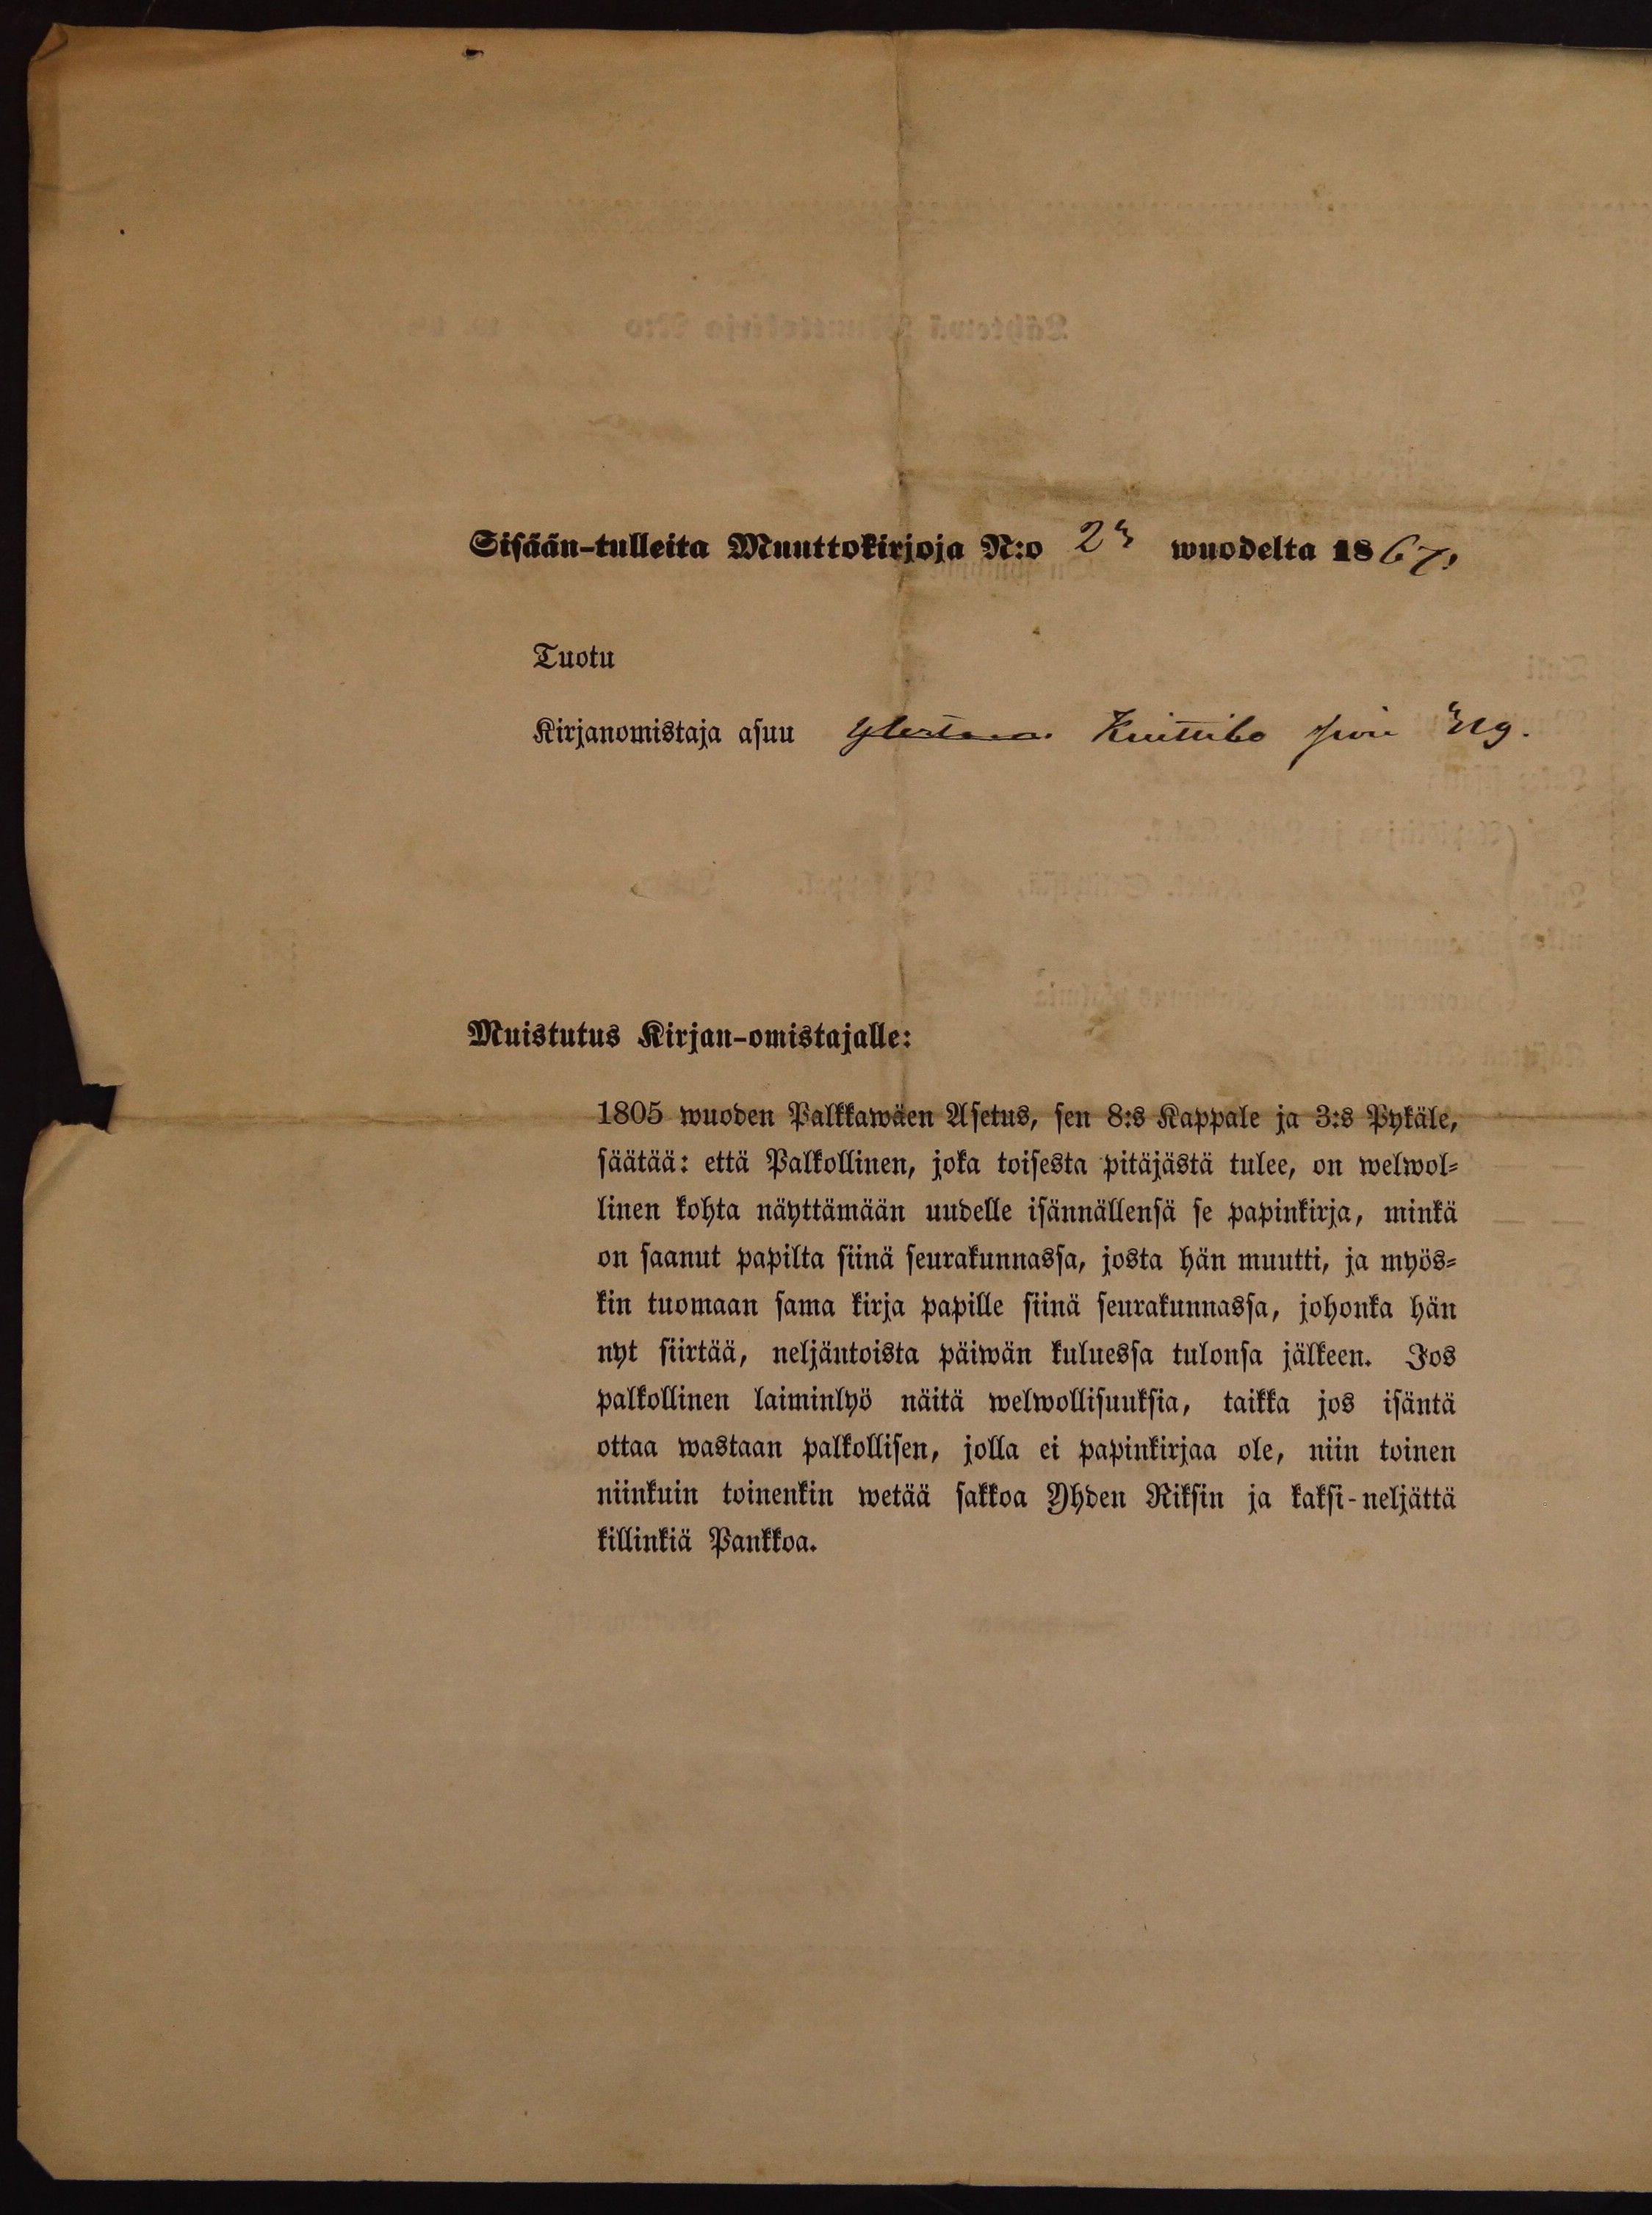 Sisään-tulleita Muuttokirjoja N:o 23 wuodelta 1867.
Tuotu
Kirjanomistaja asuu
Muistutus Kirjan-omistajalle:
1805 wuoden Palkkawäen Asetus, sen 8:s Kappale ja 3:s Pykäle,
säätää: että Palkollinen, joka toisesta pitäjästä tulee, on welwol-
linen kohta näyttämään uudelle isännällensä se papinkirja, minkä
on saanut papilta siinä seurakunnassa, josta hän muutti, ja myös-
kin tuomaan sama kirja papille siinä seurakunnassa, johonka hän
nyt siirtää, neljäntoista päiwän kuluessa tulonsa jälkeen. Jos
palkollinen laiminlyö näitä welwollisuuksia, taikka jos isäntä
ottaa wastaan palkollisen, jolla ei papinkirjaa ole, niin toinen
niinkuin toinenkin wetää sakkoa Yhden Riksin ja kaksi-neljättä
killinkiä Pankkoa.